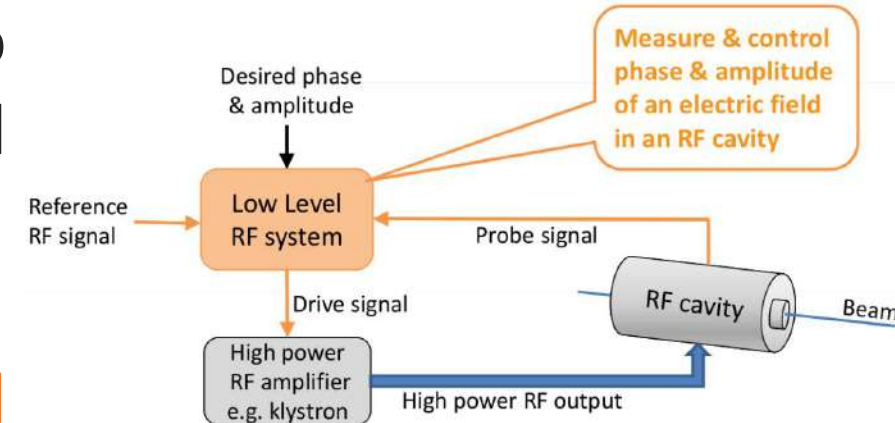 Measure & control
phase & amplitude
of an electric field
in an RF cavity
Desired phase
& amplitude
Reference
RF signal
Low Level
RF system
Probe signal
RF cavity
Beam
Drive signal
High power
RF amplifier
e.g. klystron
High power RF output